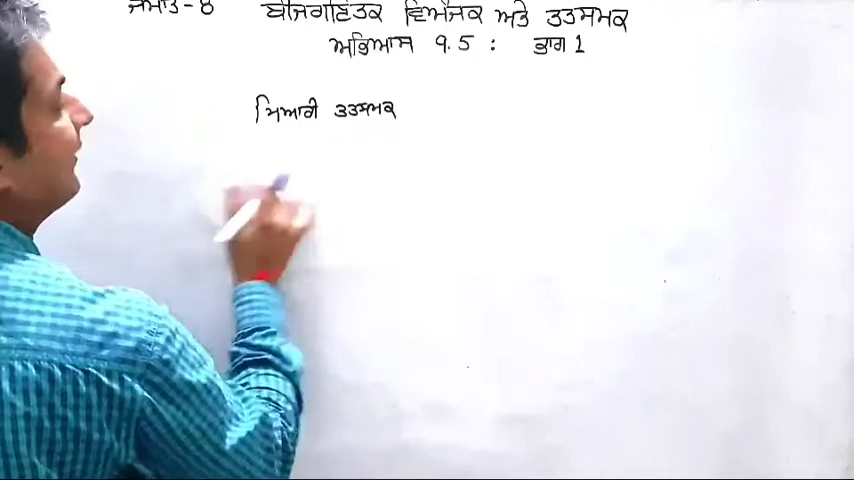 ਜਮਾਤ - 8 ਬੀਜਗਣਿਤਕ ਵਿਅੰਜਕ ਅਤੇ ਤਤਸਮਕ
ਅਭਿਆਸ 9.5 : ਭਾਗ 1
ਮਿਆਰੀ ਤਤਸਮਕ